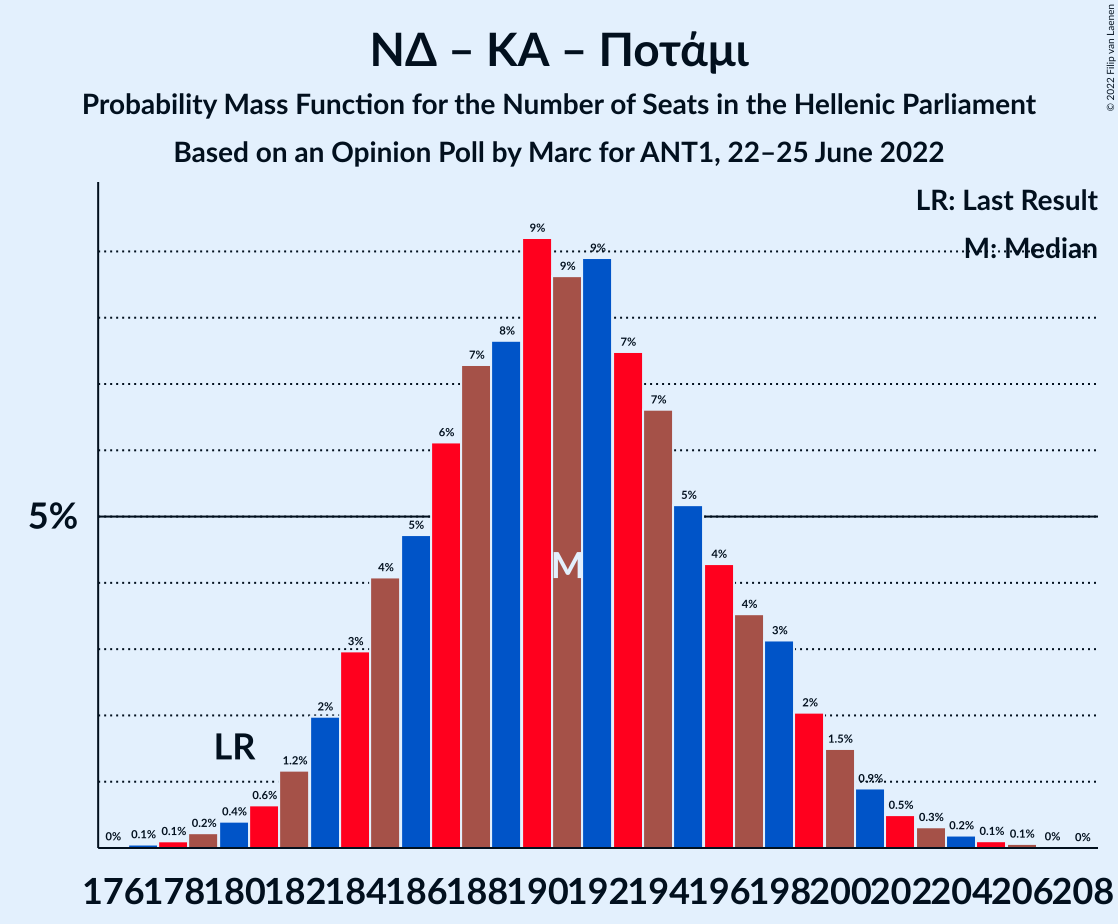 © 2022 Filip van Laenen
ΝΔ – ΚΑ – Ποτάμι
Probability Mass Function for the Number of Seats in the Hellenic Parliament
Based on an Opinion Poll by Marc for ANT1, 22–25 June 2022
LR: Last Result
M: Median
5%
LR
M
0% 0.1% 0.1% 0.2% 0.4% 0.6% 1.2% 2% 3% 4% 5% 6% 7% 8% 9% 9% 9% 7% 7% 5% 4% 4% 3% 2% 1.5% 0.9% 0.5% 0.3% 0.2% 0.1% 0.1% 0% 0%
176 178 180 182 184 186 188 190 192 194 196 198 200 202 204 206 208